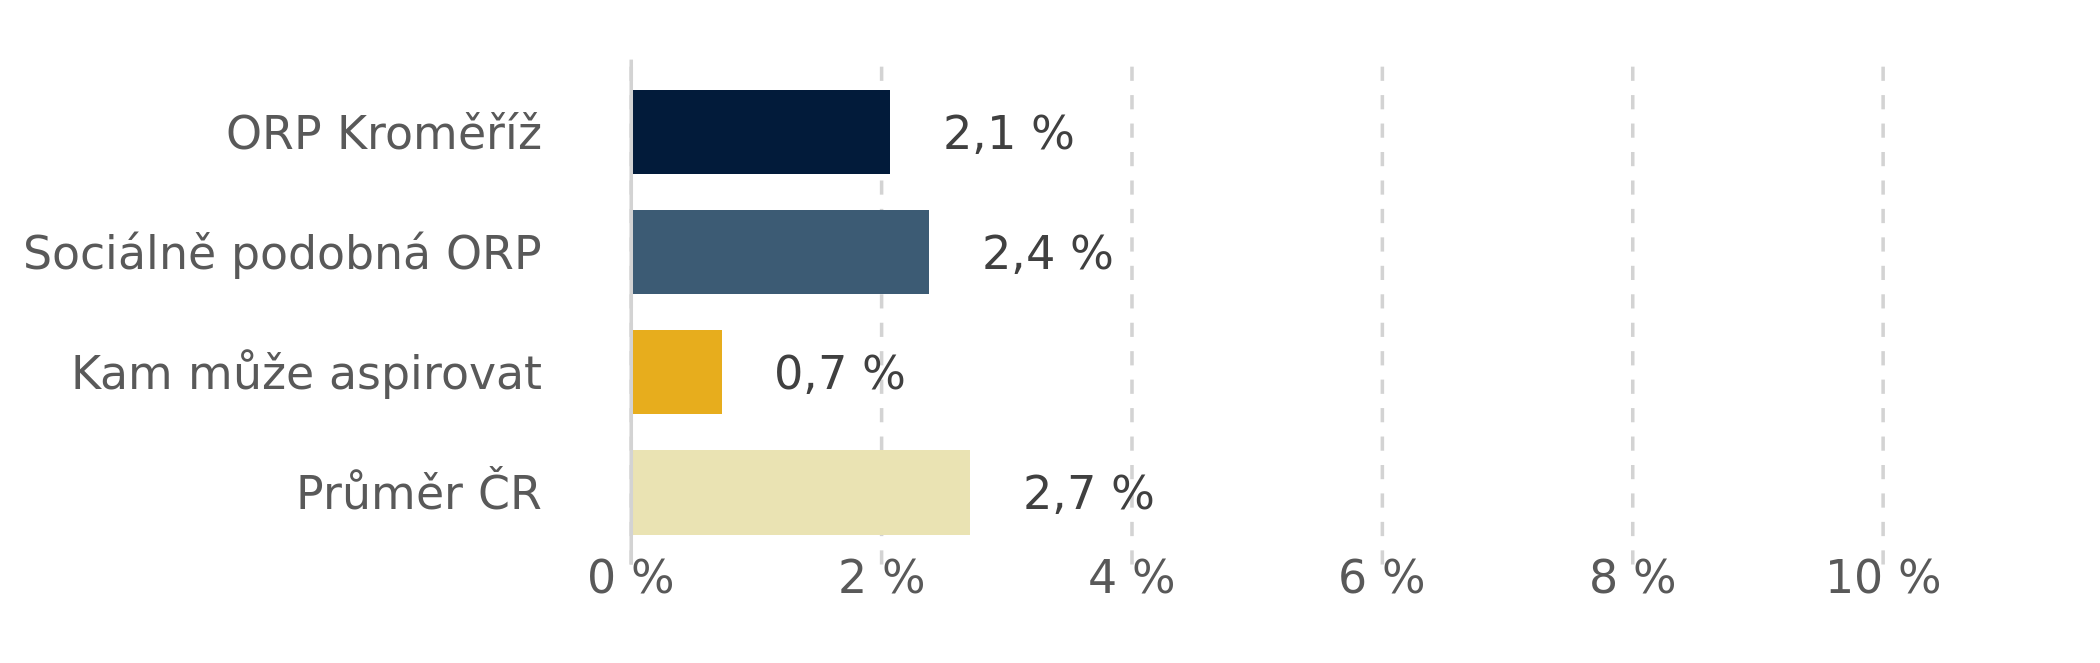 ORP Kroměříž 2,1 %
Sociálně podobná ORP 2,4 %
Kam může aspirovat 0,7 %
Průměr ČR 2,7 %
0 % 2 % 4 % 6 % 8 % 10 %